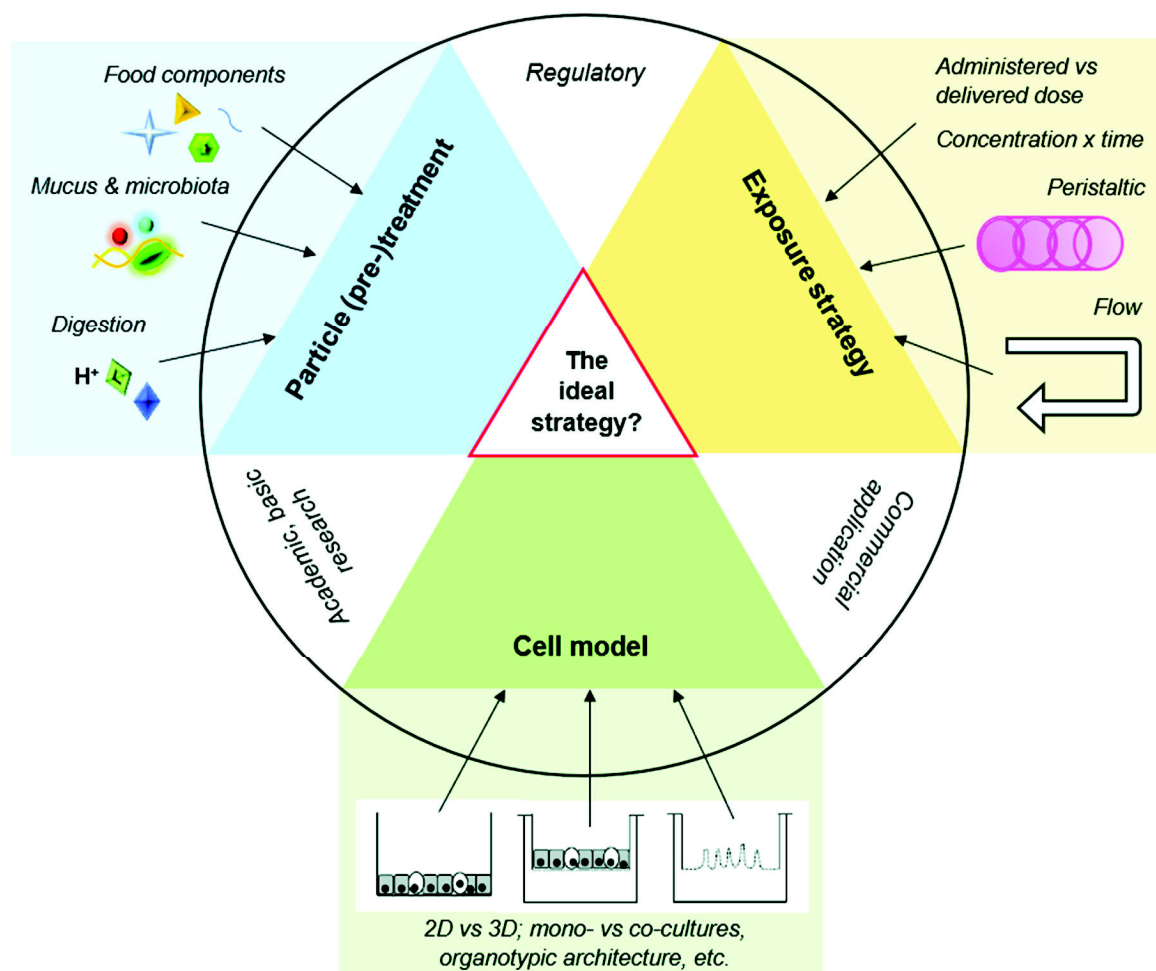 Food components
Mucus & microbiota
Digestion
H⁺
Particle (pre-)treatment
Regulatory
Exposure strategy
Administered vs
delivered dose
Concentration x time
Peristaltic
Flow
The
ideal
strategy?
Academic, basic
research
Commercial
application
Cell model
2D vs 3D; mono- vs co-cultures,
organotypic architecture, etc.